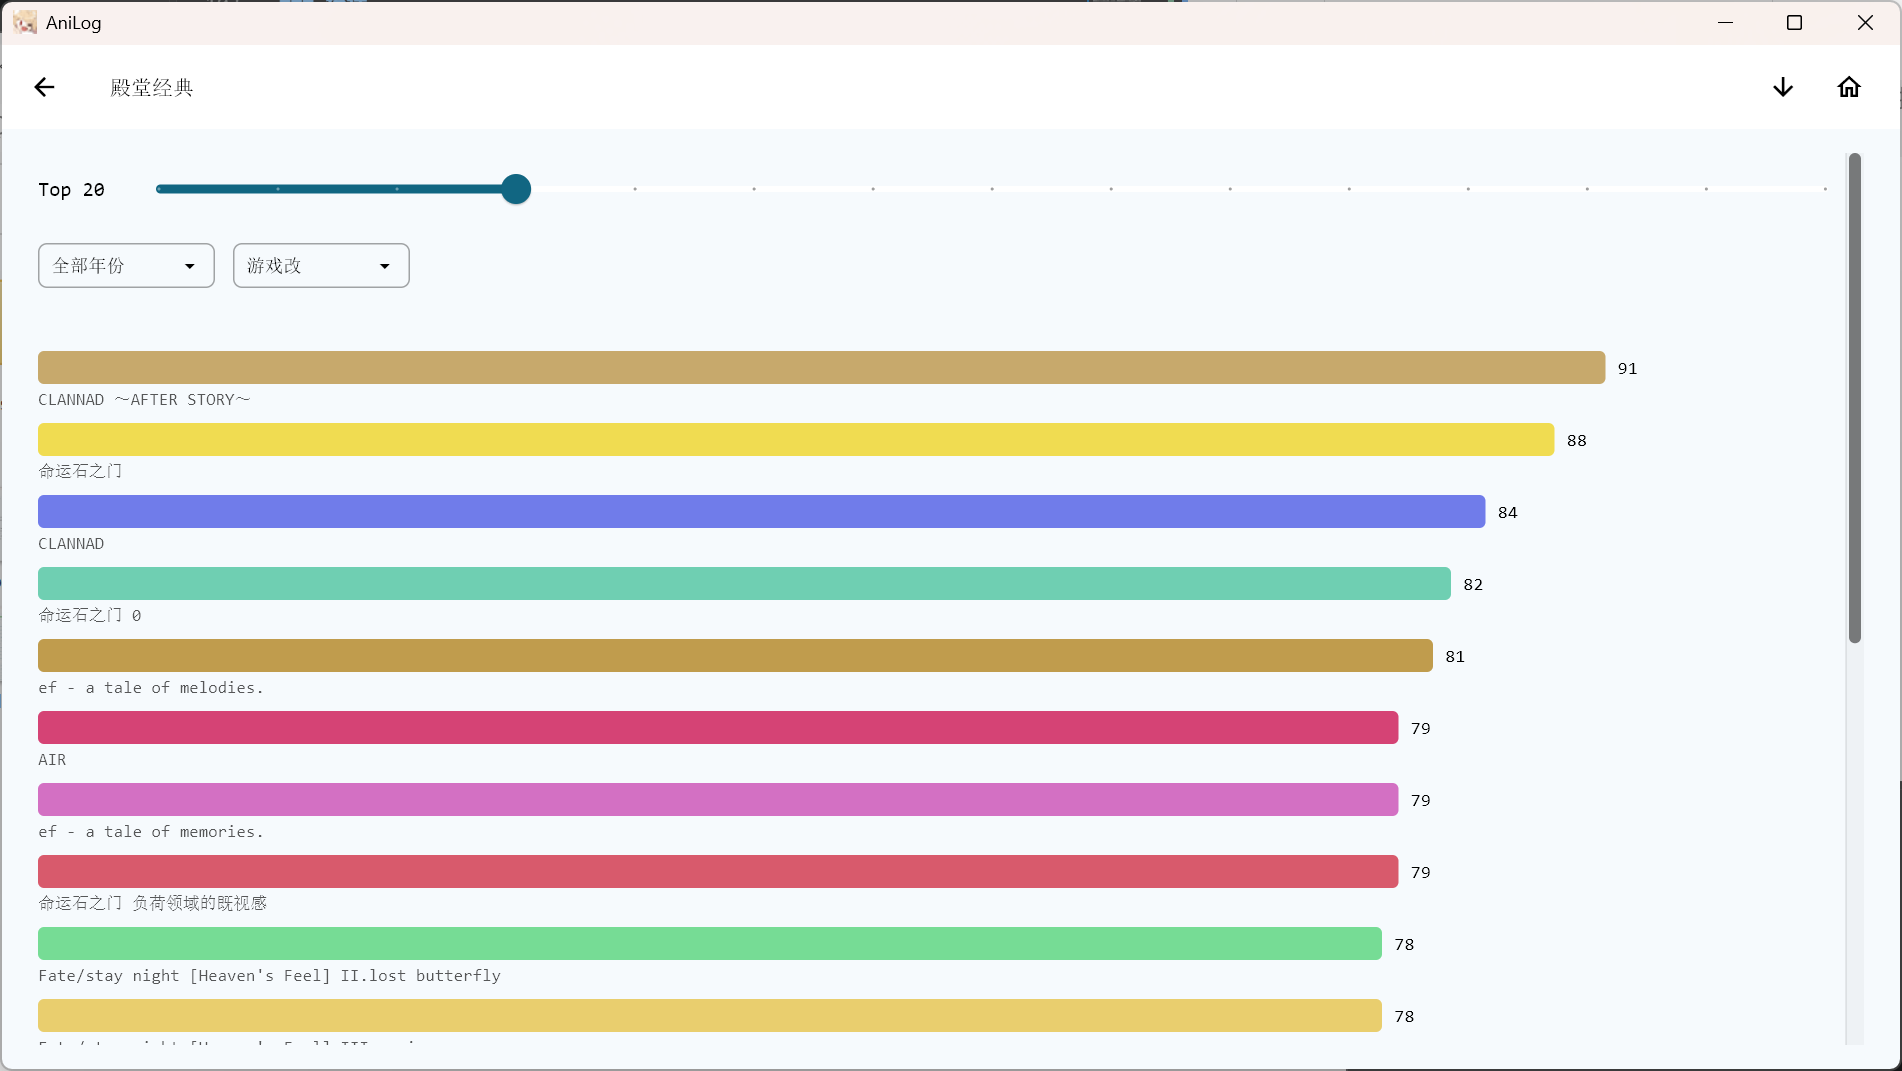 AniLog
殿堂经典
Top 20
全部年份
游戏改
91
CLANNAD ～AFTER STORY～
88
命运石之门
84
CLANNAD
82
命运石之门 0
81
ef - a tale of melodies.
79
AIR
79
ef - a tale of memories.
79
命运石之门 负荷领域的既视感
78
Fate/stay night [Heaven's Feel] II.lost butterfly
78